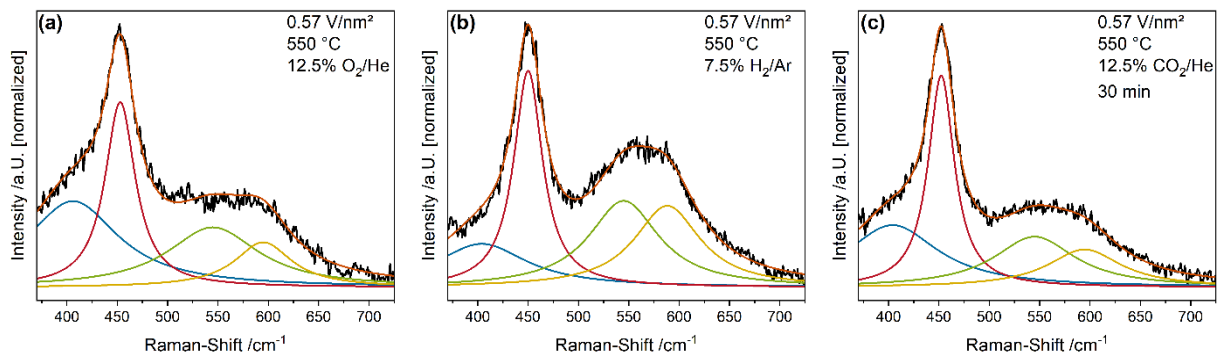 (a)
0.57 V/nm²
550 °C
12.5% O₂/He
Intensity /a.U. [normalized]
400 450 500 550 600 650 700
Raman-Shift /cm⁻¹
(b)
0.57 V/nm²
550 °C
7.5% H₂/Ar
Intensity /a.U. [normalized]
400 450 500 550 600 650 700
Raman-Shift /cm⁻¹
(c)
0.57 V/nm²
550 °C
12.5% CO₂/He
30 min
Intensity /a.U. [normalized]
400 450 500 550 600 650 700
Raman-Shift /cm⁻¹